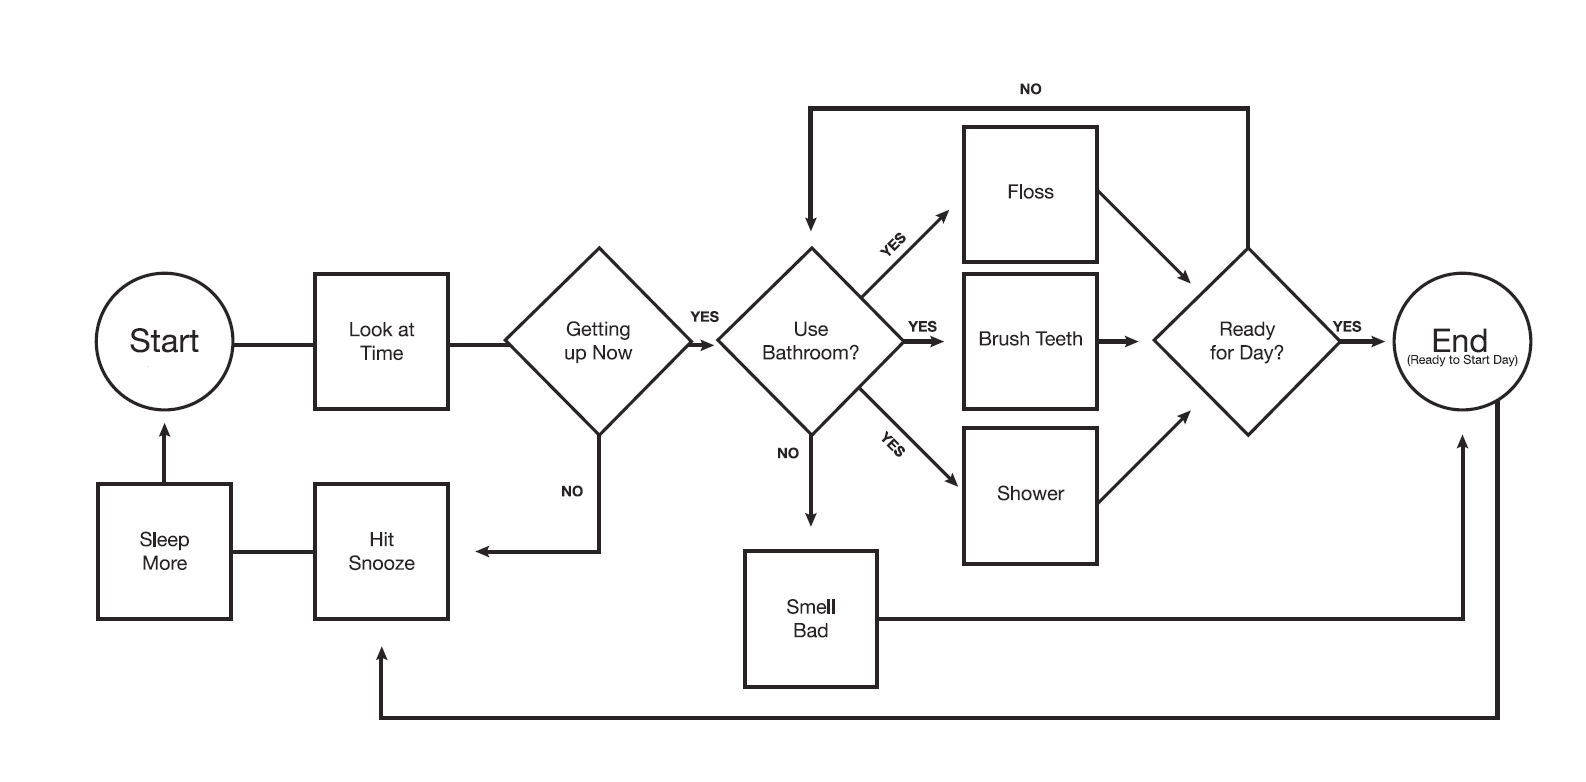 NO
Floss
YES
Start
Look at
Time
Getting
up Now
YES
Use
Bathroom?
YES
Brush Teeth
Ready
for Day?
YES
End
(Ready to Start Day)
NO
YES
Shower
NO
Sleep
More
Hit
Snooze
Smell
Bad